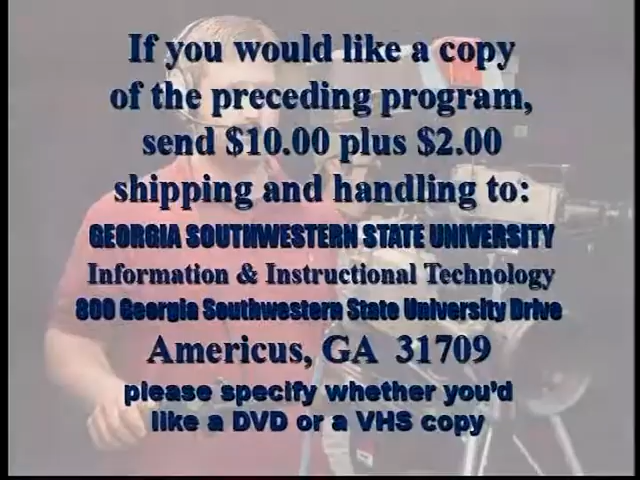 If you would like a copy
of the preceding program,
send $10.00 plus $2.00
shipping and handling to:
GEORGIA SOUTHWESTERN STATE UNIVERSITY
Information & Instructional Technology
800 Georgia Southwestern State University Drive
Americus, GA 31709
please specify whether you'd
like a DVD or a VHS copy